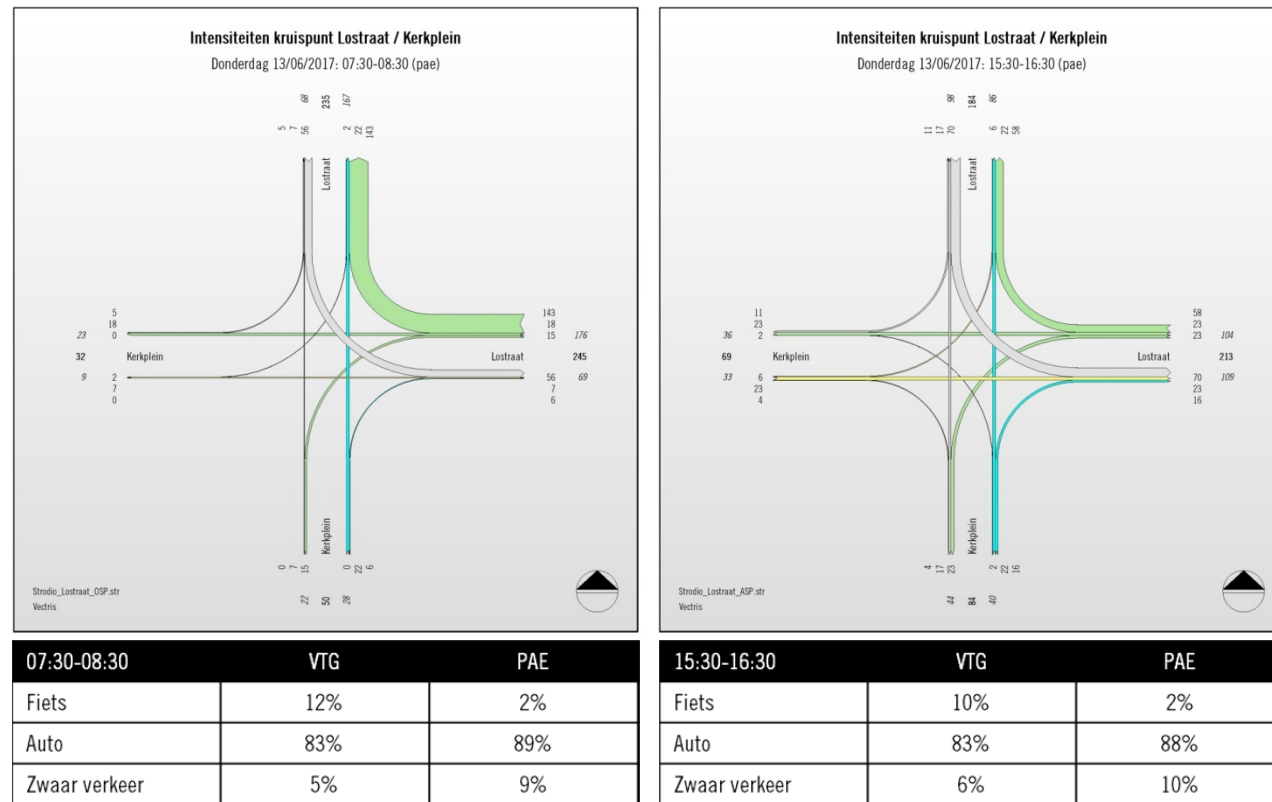 Intensiteiten kruispunt Lostraat / Kerkplein
Donderdag 13/06/2017: 07:30-08:30 (pae)
68 235 167
5 7 56 2 22 143
Lostraat
5
18
23 0
32 Kerkplein
9 2
7
0
143
18
15 176
Lostraat 245
56 69
7
6
Kerkplein
0 7 15 0 22 6
22 50 28
Strodio_Lostraat_OSP.str
Vectris
07:30-08:30 VTG PAE
Fiets 12% 2%
Auto 83% 89%
Zwaar verkeer 5% 9%
Intensiteiten kruispunt Lostraat / Kerkplein
Donderdag 13/06/2017: 15:30-16:30 (pae)
98 184 86
11 17 70 6 22 58
Lostraat
11
23
36 2
69 Kerkplein
33 6
23
4
58
23
23 104
Lostraat 213
70 109
23
16
Kerkplein
4 17 23 2 22 16
44 84 40
Strodio_Lostraat_ASP.str
Vectris
15:30-16:30 VTG PAE
Fiets 10% 2%
Auto 83% 88%
Zwaar verkeer 6% 10%